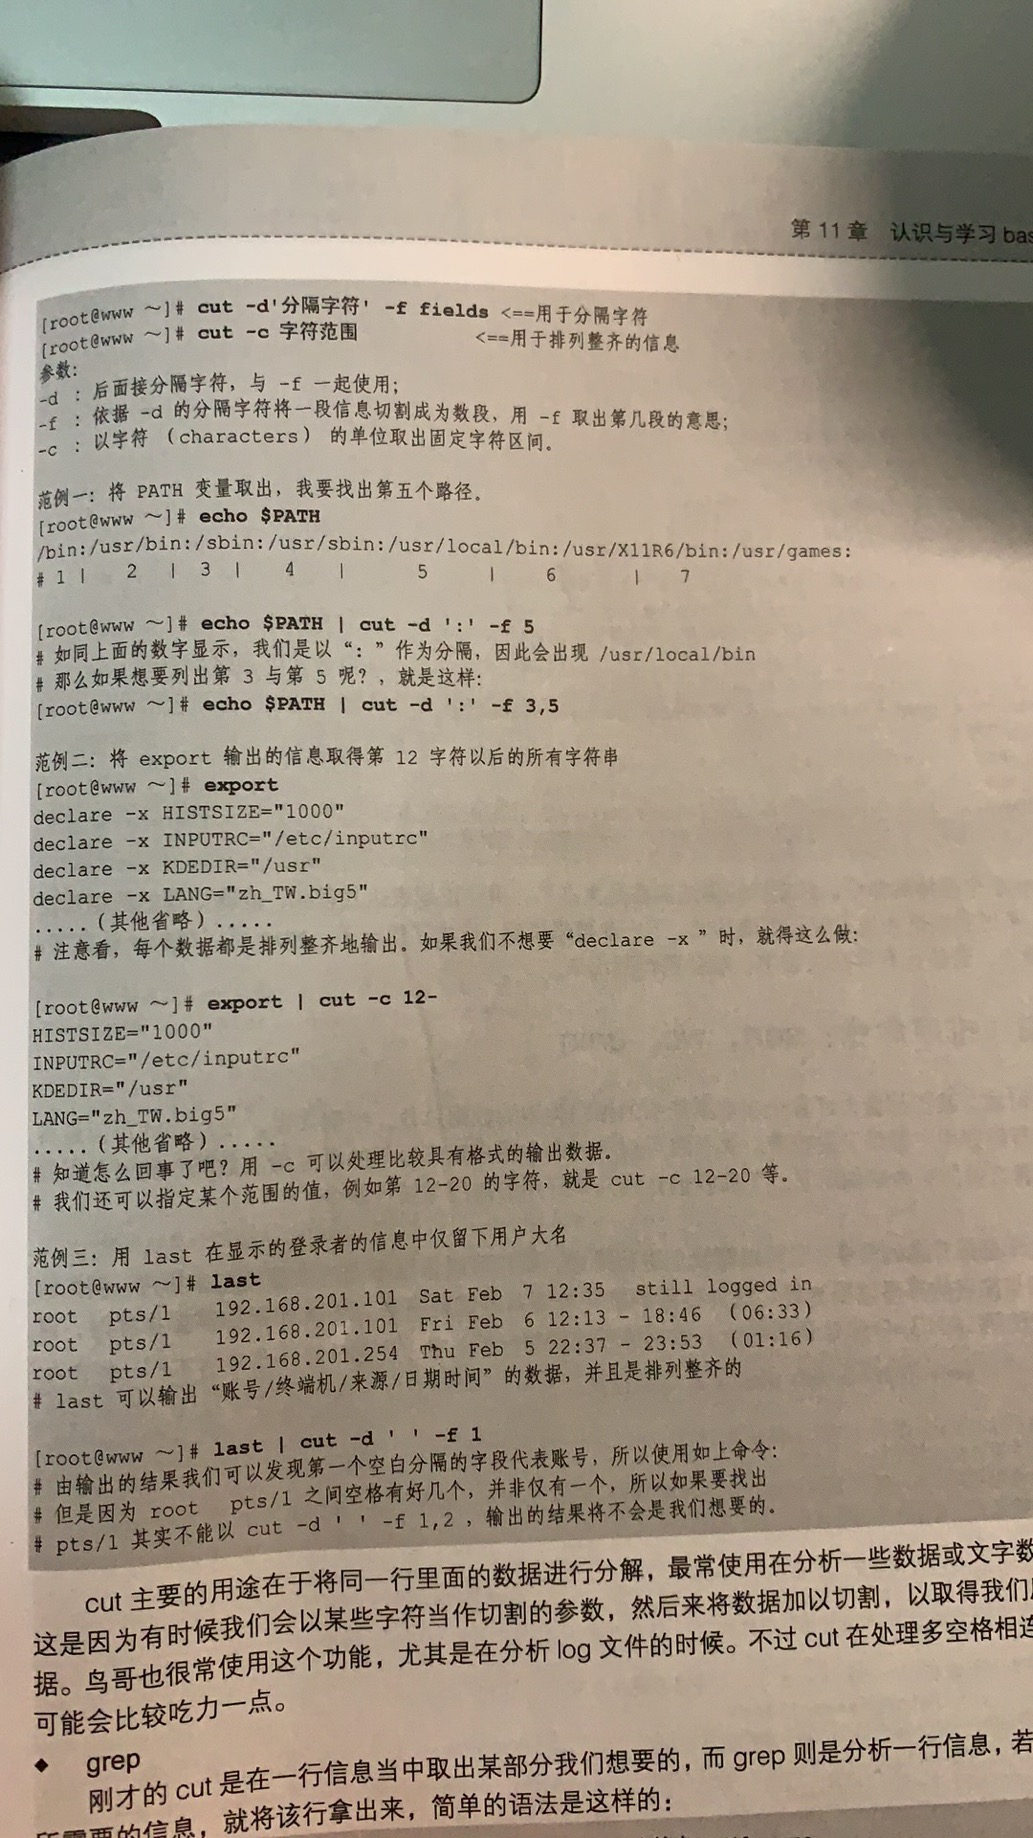 第 11 章 认识与学习 bas
[root@www ~]# cut -d'分隔字符' -f fields <==用于分隔字符
[root@www ~]# cut -c 字符范围 <==用于排列整齐的信息
参数:
-d : 后面接分隔字符，与 -f 一起使用;
-f : 依据 -d 的分隔字符将一段信息切割成为数段，用 -f 取出第几段的意思;
-c : 以字符 (characters) 的单位取出固定字符区间。
范例一: 将 PATH 变量取出，我要找出第五个路径。
[root@www ~]# echo $PATH
/bin:/usr/bin:/sbin:/usr/sbin:/usr/local/bin:/usr/X11R6/bin:/usr/games:
# 1 | 2 | 3 | 4 | 5 | 6 | 7
[root@www ~]# echo $PATH | cut -d ':' -f 5
# 如同上面的数字显示，我们是以“:”作为分隔，因此会出现 /usr/local/bin
# 那么如果想要列出第 3 与第 5 呢?，就是这样:
[root@www ~]# echo $PATH | cut -d ':' -f 3,5
范例二: 将 export 输出的信息取得第 12 字符以后的所有字符串
[root@www ~]# export
declare -x HISTSIZE="1000"
declare -x INPUTRC="/etc/inputrc"
declare -x KDEDIR="/usr"
declare -x LANG="zh_TW.big5"
.....(其他省略).....
# 注意看，每个数据都是排列整齐地输出。如果我们不想要“declare -x ”时，就得这么做:
[root@www ~]# export | cut -c 12-
HISTSIZE="1000"
INPUTRC="/etc/inputrc"
KDEDIR="/usr"
LANG="zh_TW.big5"
.....(其他省略).....
# 知道怎么回事了吧? 用 -c 可以处理比较具有格式的输出数据。
# 我们还可以指定某个范围的值，例如第 12-20 的字符，就是 cut -c 12-20 等。
范例三: 用 last 在显示的登录者的信息中仅留下用户大名
[root@www ~]# last
root pts/1 192.168.201.101 Sat Feb 7 12:35 still logged in
root pts/1 192.168.201.101 Fri Feb 6 12:13 - 18:46 (06:33)
root pts/1 192.168.201.254 Thu Feb 5 22:37 - 23:53 (01:16)
# last 可以输出“账号/终端机/来源/日期时间”的数据，并且是排列整齐的
[root@www ~]# last | cut -d ' ' -f 1
# 由输出的结果我们可以发现第一个空白分隔的字段代表账号，所以使用如上命令:
# 但是因为 root pts/1 之间空格有好几个，并非仅有一个，所以如果要找出
# pts/1 其实不能以 cut -d ' ' -f 1,2 ，输出的结果将不会是我们想要的。
cut 主要的用途在于将同一行里面的数据进行分解，最常使用在分析一些数据或文字数
这是因为有时候我们会以某些字符当作切割的参数，然后来将数据加以切割，以取得我们
据。鸟哥也很常使用这个功能，尤其是在分析 log 文件的时候。不过 cut 在处理多空格相连
可能会比较吃力一点。
◆ grep
刚才的 cut 是在一行信息当中取出某部分我们想要的，而 grep 则是分析一行信息，若
所需要的信息，就将该行拿出来，简单的语法是这样的: